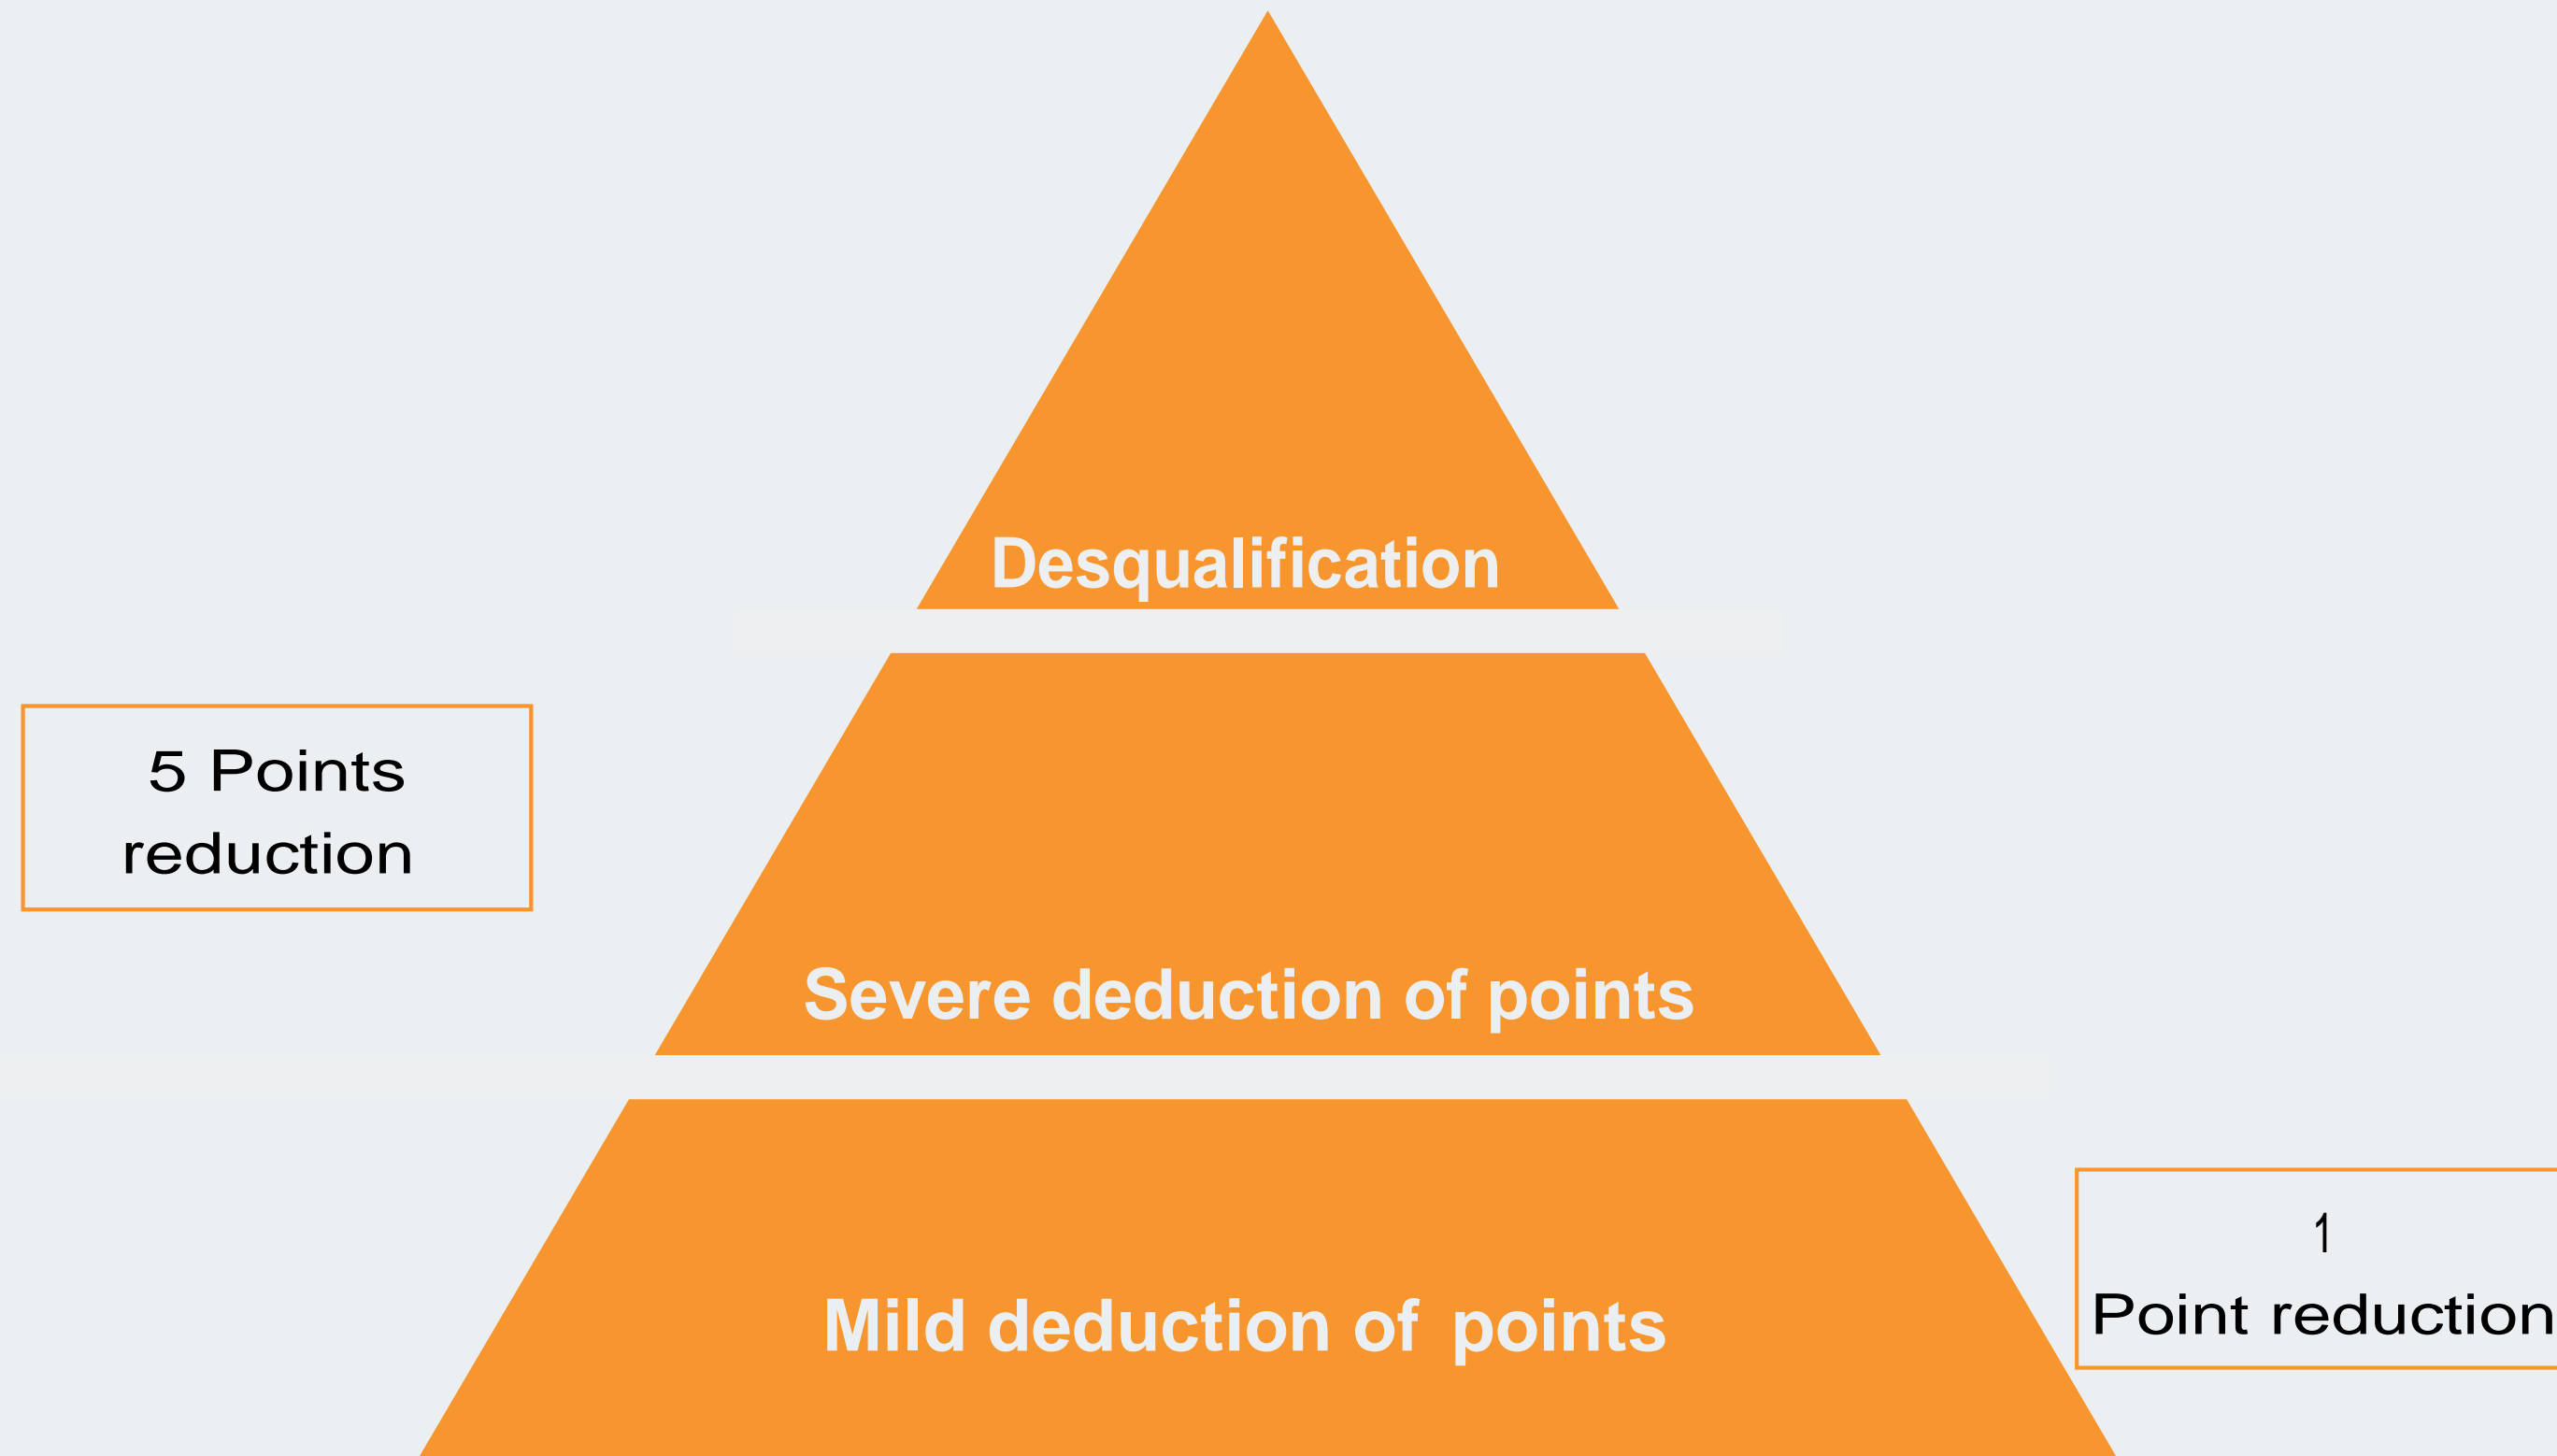 Desqualification
5 Points
reduction
Severe deduction of points
Mild deduction of points
1
Point reduction